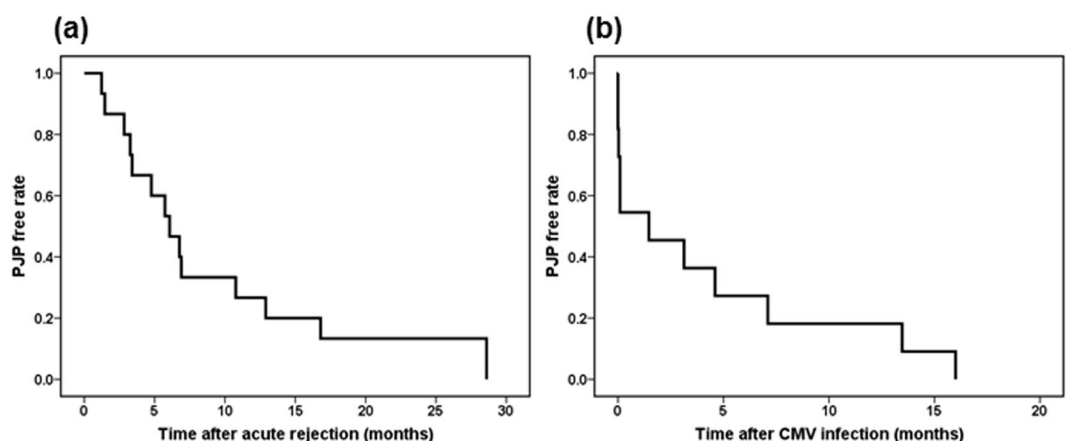 (a)
PJP free rate
1.0
0.8
0.6
0.4
0.2
0.0
0 5 10 15 20 25 30
Time after acute rejection (months)
(b)
PJP free rate
1.0
0.8
0.6
0.4
0.2
0.0
0 5 10 15 20
Time after CMV infection (months)